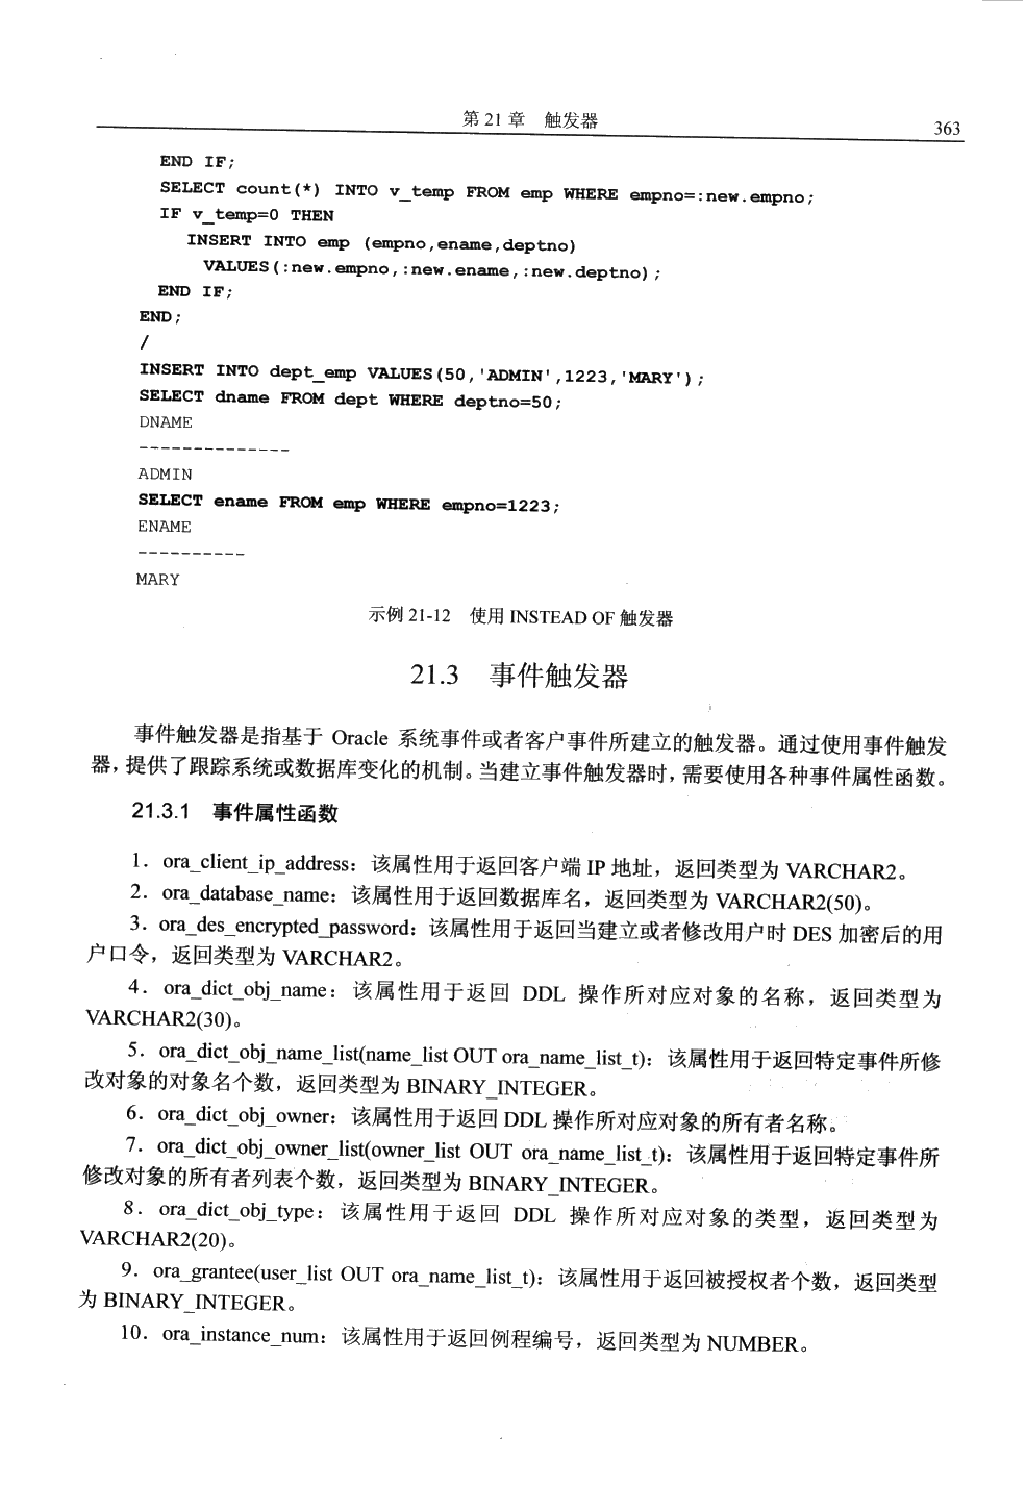 第 21 章　触发器
363
END IF;
SELECT count(*) INTO v_temp FROM emp WHERE empno=:new.empno;
IF v_temp=0 THEN
INSERT INTO emp (empno,ename,deptno)
VALUES(:new.empno,:new.ename,:new.deptno);
END IF;
END;
/
INSERT INTO dept_emp VALUES(50,'ADMIN',1223,'MARY');
SELECT dname FROM dept WHERE deptno=50;
DNAME
--------------
ADMIN
SELECT ename FROM emp WHERE empno=1223;
ENAME
----------
MARY
示例 21-12　使用 INSTEAD OF 触发器
21.3　事件触发器
事件触发器是指基于 Oracle 系统事件或者客户事件所建立的触发器。通过使用事件触发
器，提供了跟踪系统或数据库变化的机制。当建立事件触发器时，需要使用各种事件属性函数。
21.3.1　事件属性函数
1．ora_client_ip_address：该属性用于返回客户端 IP 地址，返回类型为 VARCHAR2。
2．ora_database_name：该属性用于返回数据库名，返回类型为 VARCHAR2(50)。
3．ora_des_encrypted_password：该属性用于返回当建立或者修改用户时 DES 加密后的用
户口令，返回类型为 VARCHAR2。
4．ora_dict_obj_name：该属性用于返回 DDL 操作所对应对象的名称，返回类型为
VARCHAR2(30)。
5．ora_dict_obj_name_list(name_list OUT ora_name_list_t)：该属性用于返回特定事件所修
改对象的对象名个数，返回类型为 BINARY_INTEGER。
6．ora_dict_obj_owner：该属性用于返回 DDL 操作所对应对象的所有者名称。
7．ora_dict_obj_owner_list(owner_list OUT ora_name_list_t)：该属性用于返回特定事件所
修改对象的所有者列表个数，返回类型为 BINARY_INTEGER。
8．ora_dict_obj_type：该属性用于返回 DDL 操作所对应对象的类型，返回类型为
VARCHAR2(20)。
9．ora_grantee(user_list OUT ora_name_list_t)：该属性用于返回被授权者个数，返回类型
为 BINARY_INTEGER。
10．ora_instance_num：该属性用于返回例程编号，返回类型为 NUMBER。